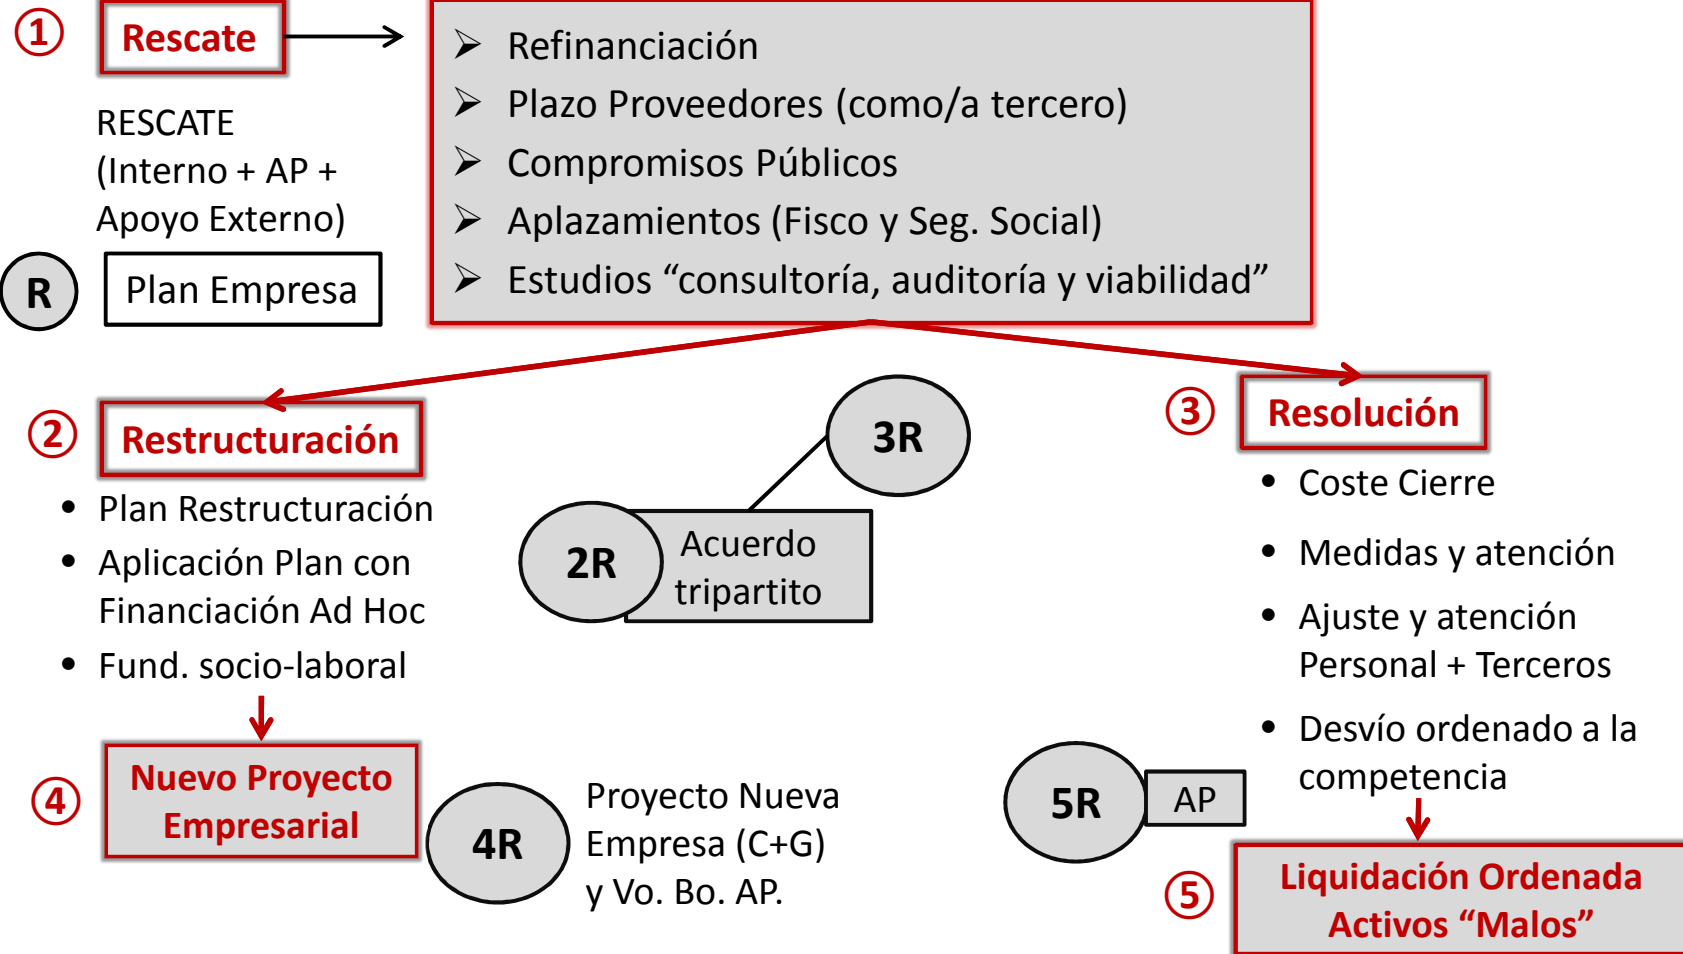 ① Rescate
RESCATE
(Interno + AP +
Apoyo Externo)
R Plan Empresa
➢ Refinanciación
➢ Plazo Proveedores (como/a tercero)
➢ Compromisos Públicos
➢ Aplazamientos (Fisco y Seg. Social)
➢ Estudios “consultoría, auditoría y viabilidad”
② Restructuración
• Plan Restructuración
• Aplicación Plan con
Financiación Ad Hoc
• Fund. socio-laboral
3R
2R
Acuerdo
tripartito
③ Resolución
• Coste Cierre
• Medidas y atención
• Ajuste y atención
Personal + Terceros
• Desvío ordenado a la
competencia
④ Nuevo Proyecto
Empresarial
4R
Proyecto Nueva
Empresa (C+G)
y Vo. Bo. AP.
5R AP
⑤ Liquidación Ordenada
Activos “Malos”